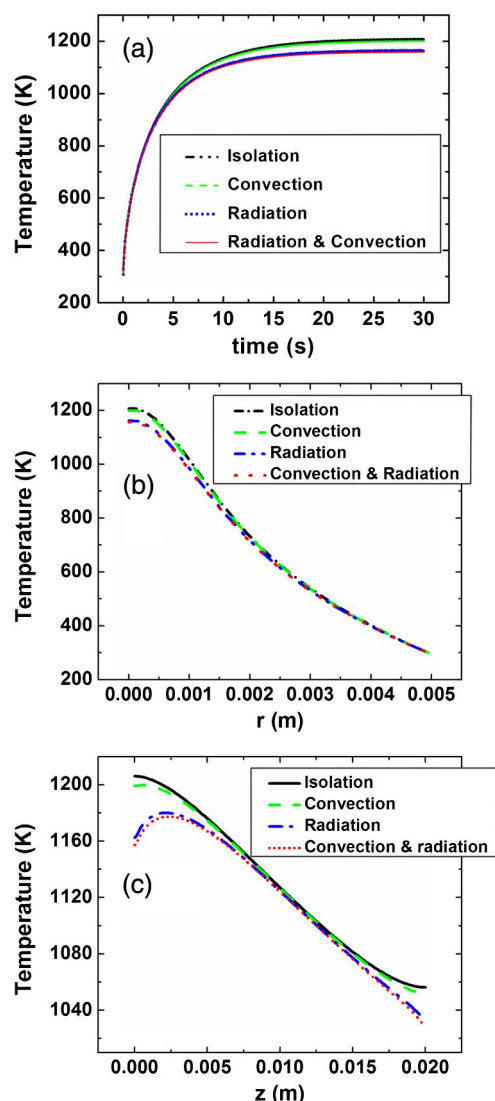 (a)
1200
1000
800
600
400
200
Temperature (K)
Isolation
Convection
Radiation
Radiation & Convection
0 5 10 15 20 25 30
time (s)
(b)
1200
1000
800
600
400
200
Temperature (K)
Isolation
Convection
Radiation
Convection & Radiation
0.000 0.001 0.002 0.003 0.004 0.005
r (m)
(c)
1200
1160
1120
1080
1040
Temperature (K)
Isolation
Convection
Radiation
Convection & radiation
0.000 0.005 0.010 0.015 0.020
z (m)